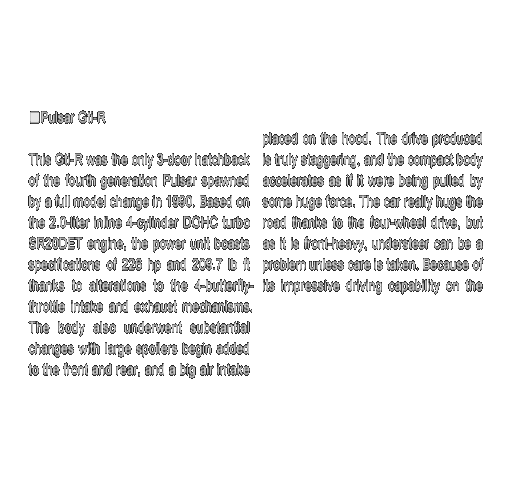 ■Pulsar Gti-R
This Gti-R was the only 3-door hatchback
of the fourth generation Pulsar spawned
by a full model change in 1990. Based on
the 2.0-liter inline 4-cylinder DOHC turbo
SR20DET engine, the power unit boasts
specifications of 226 hp and 209.7 lb ft
thanks to alterations to the 4-butterfly-
throttle intake and exhaust mechanisms.
The body also underwent substantial
changes with large spoilers begin added
to the front and rear, and a big air intake
placed on the hood. The drive produced
is truly staggering, and the compact body
accelerates as if it were being pulled by
some huge force. The car really hugs the
road thanks to the four-wheel drive, but
as it is front-heavy, understeer can be a
problem unless care is taken. Because of
its impressive driving capability on the